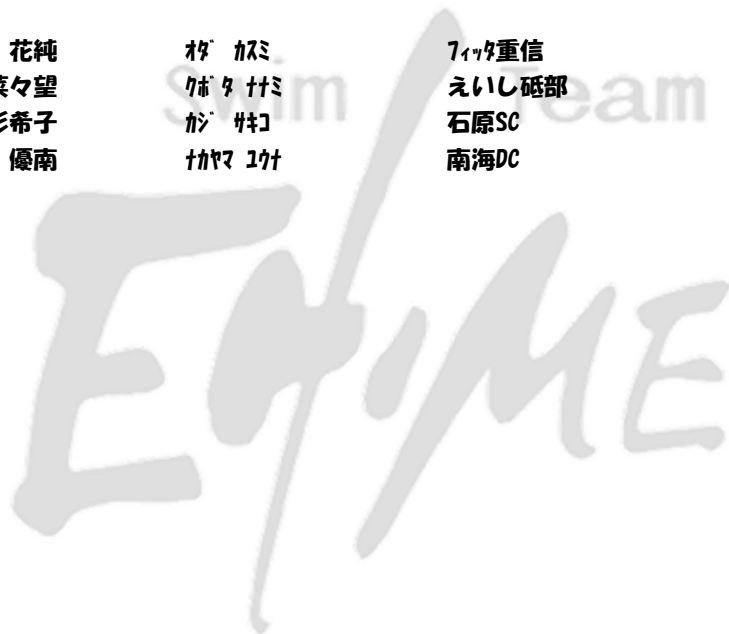 花純 ｵﾀﾞ ｶｽﾐ ﾌｨｯﾀ重信
菜々望 ｸﾎﾞﾀ ﾅﾅﾐ えいし砥部
希子 ｶｼﾞ ｻｷｺ 石原SC
優南 ﾅｶﾔﾏ ﾕｳﾅ 南海DC
Swim Team
EHIME